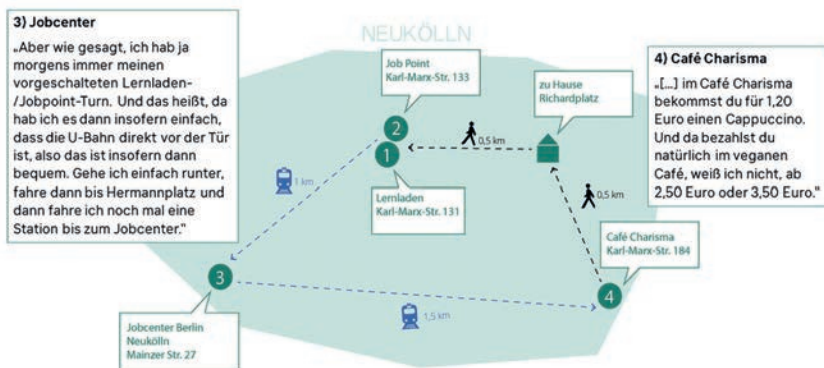 NEUKÖLLN
3) Jobcenter
„Aber wie gesagt, ich hab ja
morgens immer meinen
vorgeschalteten Lernladen-
/Jobpoint-Turn. Und das heißt, da
hab ich es dann insofern einfach,
dass die U-Bahn direkt vor der Tür
ist, also das ist insofern dann
bequem. Gehe ich einfach runter,
fahre dann bis Hermannplatz und
dann fahre ich noch mal eine
Station bis zum Jobcenter."
Job Point
Karl-Marx-Str. 133
2
1
Lernladen
Karl-Marx-Str. 131
0,5 km
zu Hause
Richardplatz
4) Café Charisma
„[...] im Café Charisma
bekommst du für 1,20
Euro einen Cappuccino.
Und da bezahlst du
natürlich im veganen
Café, weiß ich nicht, ab
2,50 Euro oder 3,50 Euro."
1 km
0,5 km
Café Charisma
Karl-Marx-Str. 184
3
4
1,5 km
Jobcenter Berlin
Neukölln
Mainzer Str. 27